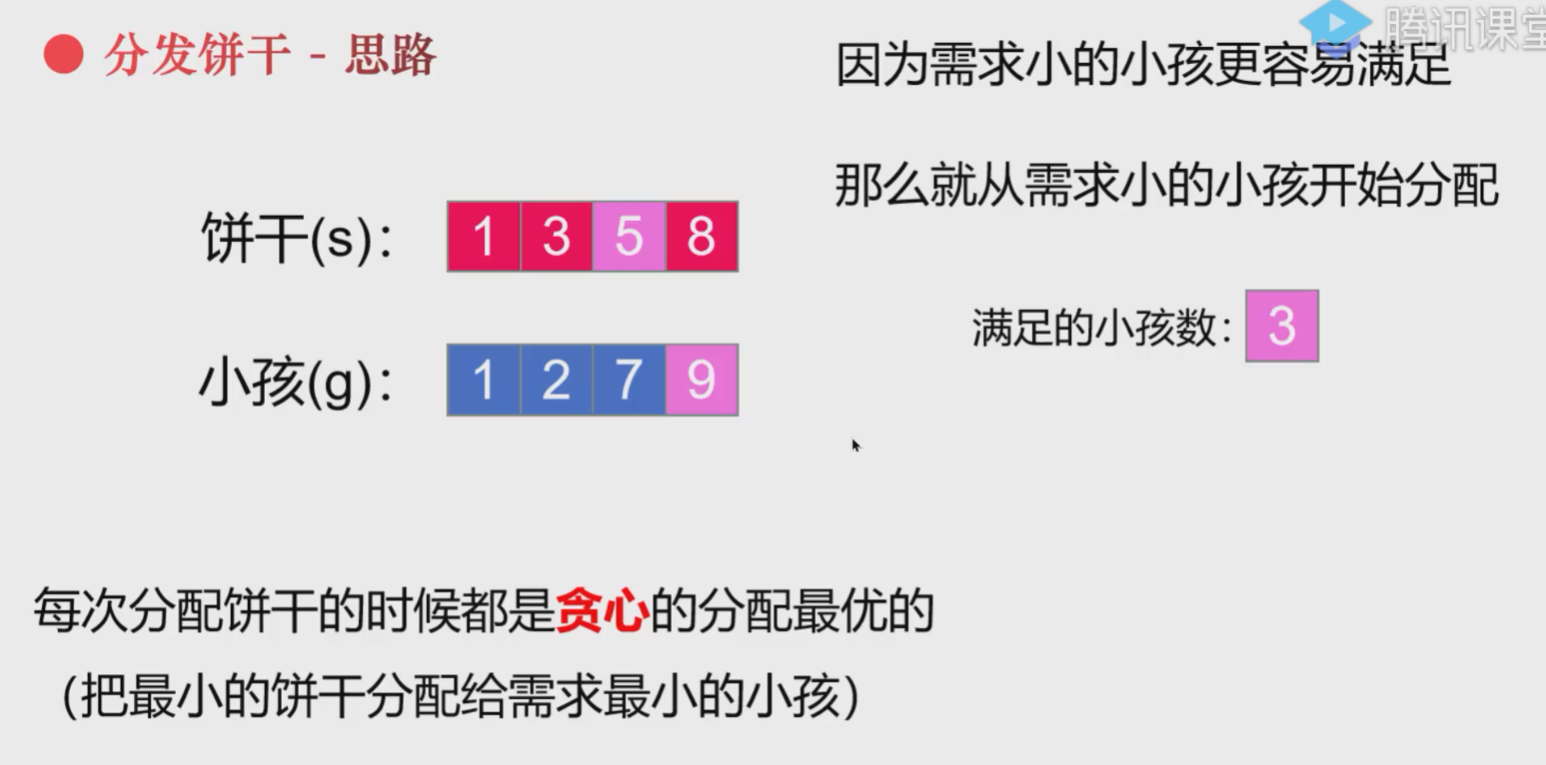 分发饼干 - 思路
腾讯课堂
因为需求小的小孩更容易满足
那么就从需求小的小孩开始分配
饼干(s)： 1 3 5 8
满足的小孩数：3
小孩(g)： 1 2 7 9
每次分配饼干的时候都是贪心的分配最优的
（把最小的饼干分配给需求最小的小孩）